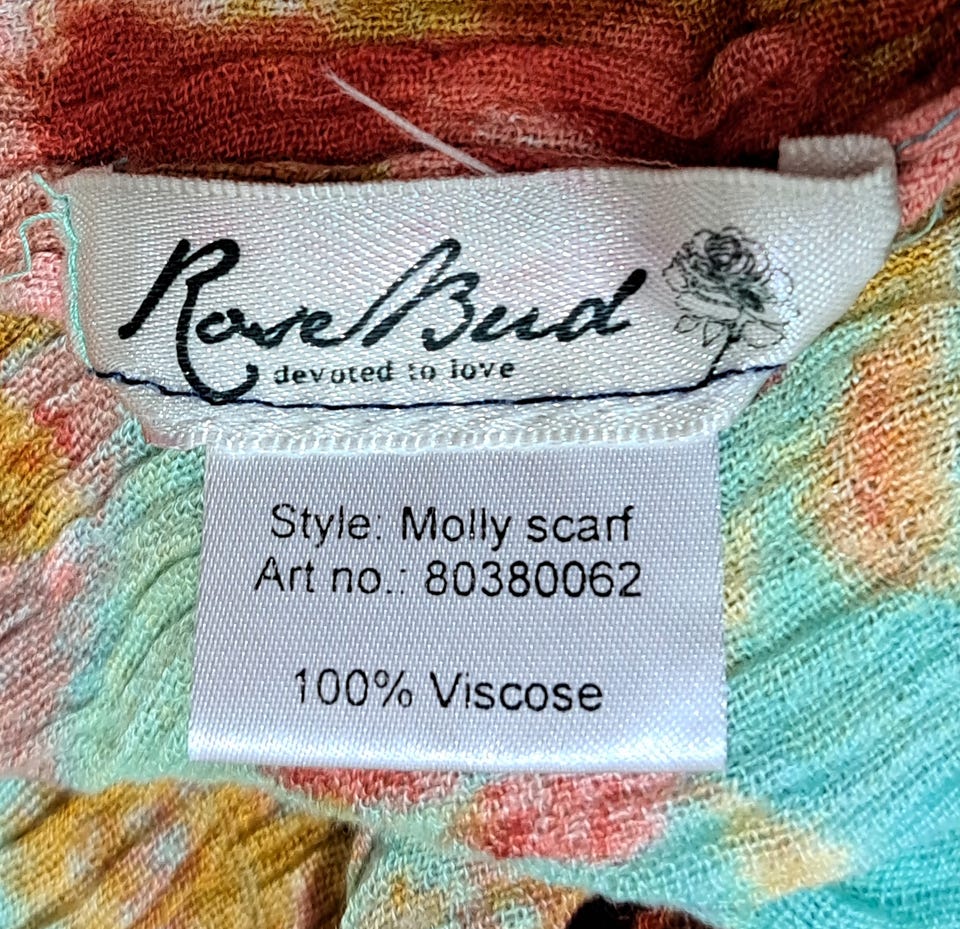 RoseBud
devoted to love
Style: Molly scarf
Art no.: 80380062
100% Viscose